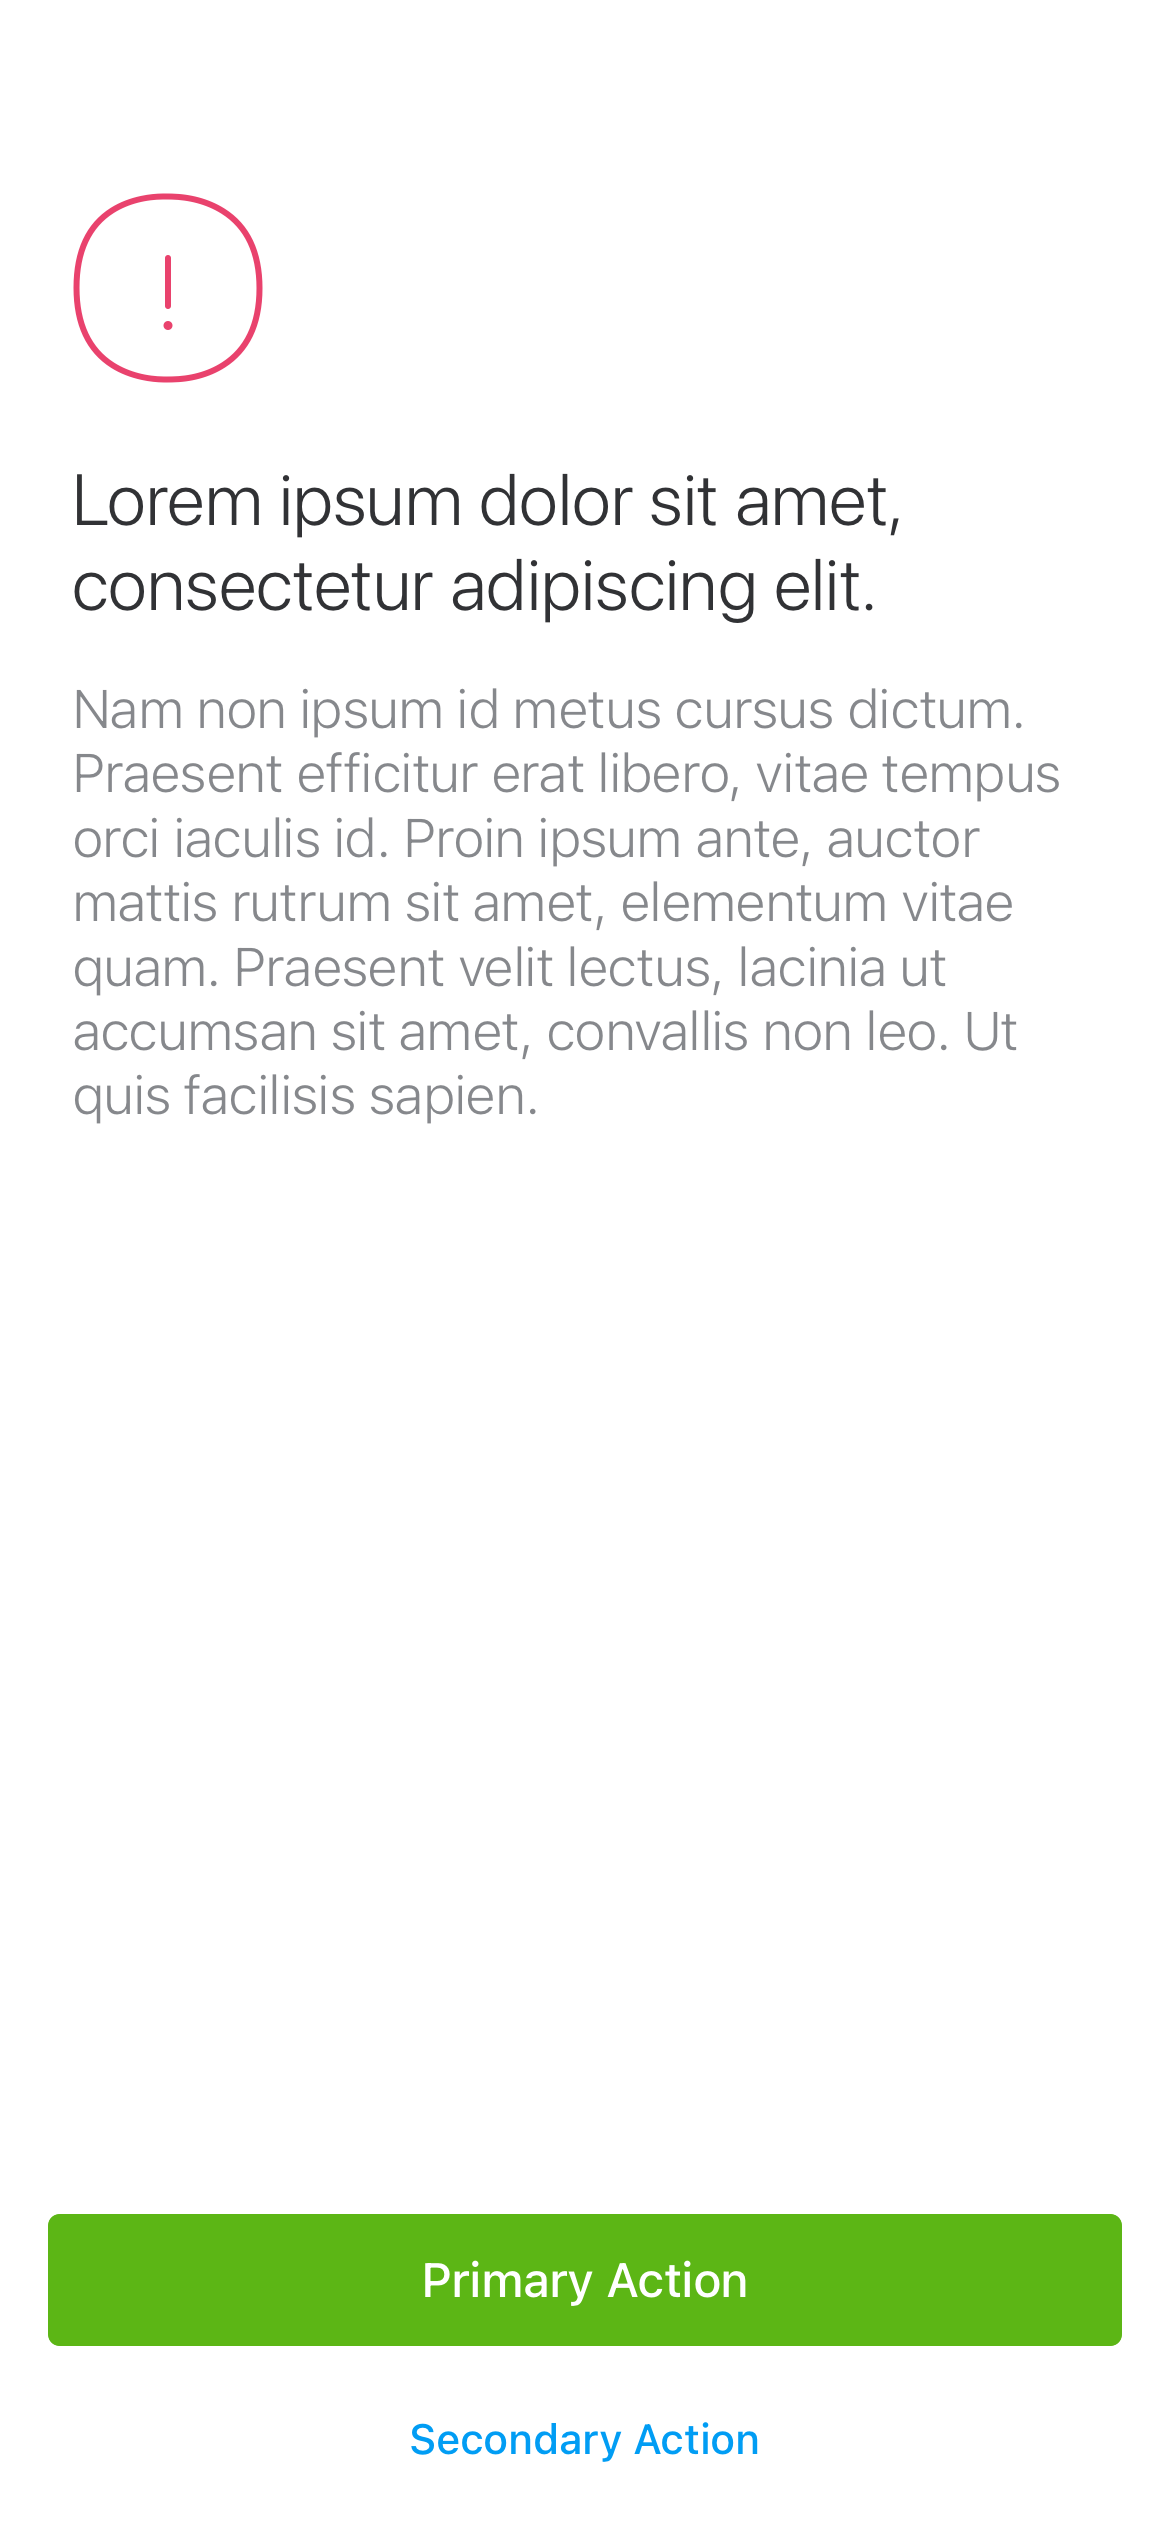 Lorem ipsum dolor sit amet,
consectetur adipiscing elit.
Nam non ipsum id metus cursus dictum.
Praesent efficitur erat libero, vitae tempus
orci iaculis id. Proin ipsum ante, auctor
mattis rutrum sit amet, elementum vitae
quam. Praesent velit lectus, lacinia ut
accumsan sit amet, convallis non leo. Ut
quis facilisis sapien.
Primary Action
Secondary Action